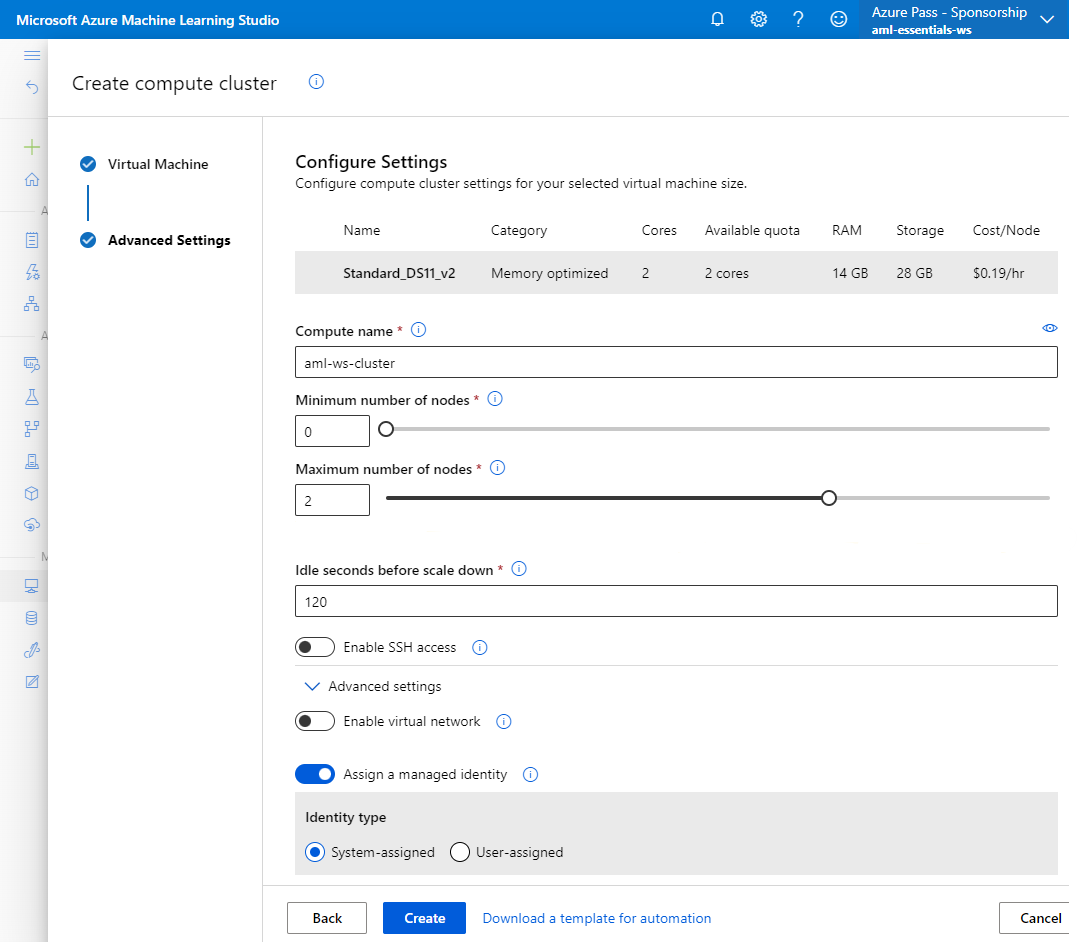 Microsoft Azure Machine Learning Studio
Azure Pass - Sponsorship
aml-essentials-ws
Create compute cluster
Virtual Machine
Advanced Settings
Configure Settings
Configure compute cluster settings for your selected virtual machine size.
Name Category Cores Available quota RAM Storage Cost/Node
Standard_DS11_v2 Memory optimized 2 2 cores 14 GB 28 GB $0.19/hr
Compute name *
aml-ws-cluster
Minimum number of nodes *
0
Maximum number of nodes *
2
Idle seconds before scale down *
120
Enable SSH access
Advanced settings
Enable virtual network
Assign a managed identity
Identity type
System-assigned User-assigned
Back Create Download a template for automation Cancel